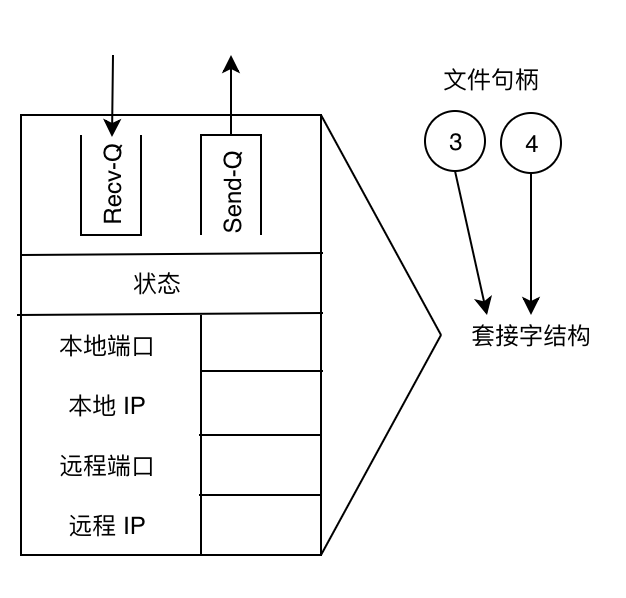 文件句柄
3
4
Recv-Q
Send-Q
状态
套接字结构
本地端口
本地 IP
远程端口
远程 IP